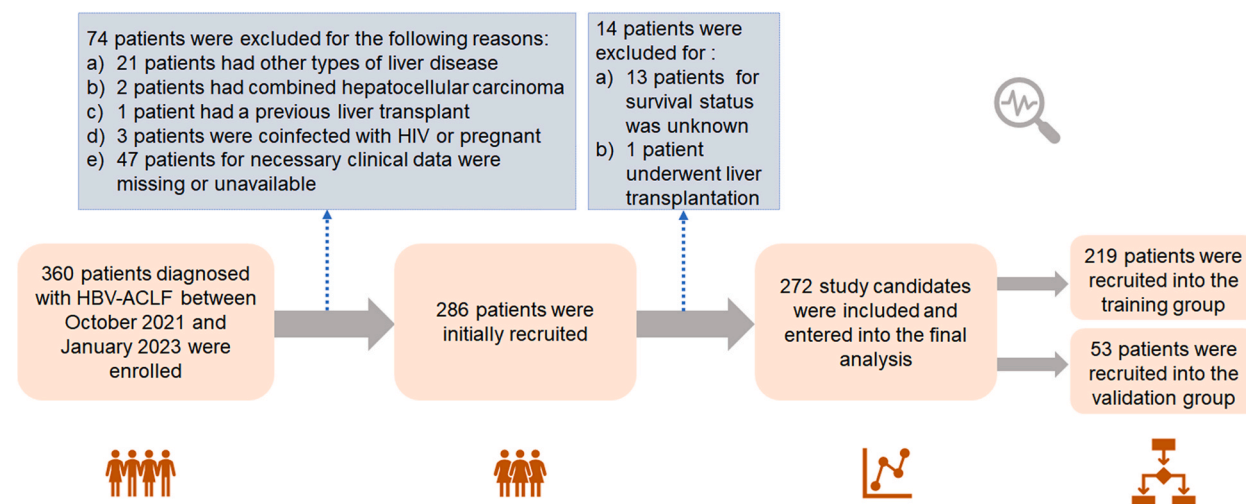 74 patients were excluded for the following reasons:
a) 21 patients had other types of liver disease
b) 2 patients had combined hepatocellular carcinoma
c) 1 patient had a previous liver transplant
d) 3 patients were coinfected with HIV or pregnant
e) 47 patients for necessary clinical data were
missing or unavailable
14 patients were
excluded for :
a) 13 patients for
survival status
was unknown
b) 1 patient
underwent liver
transplantation
360 patients diagnosed
with HBV-ACLF between
October 2021 and
January 2023 were
enrolled
286 patients were
initially recruited
272 study candidates
were included and
entered into the final
analysis
219 patients were
recruited into the
training group
53 patients were
recruited into the
validation group